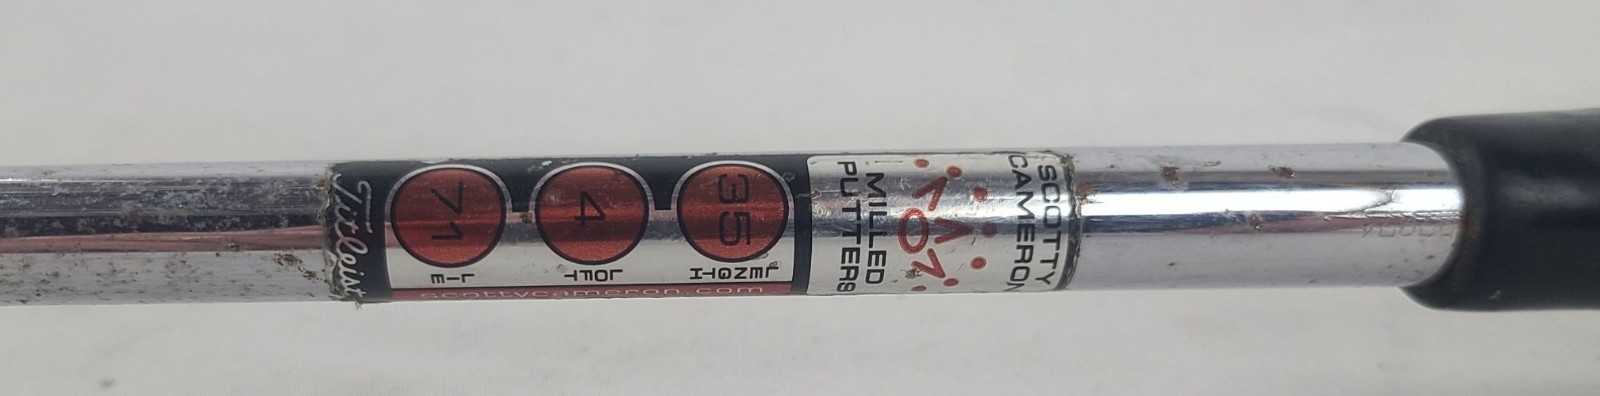 SCOTTY
CAMERON
MILLED
PUTTERS
35
LENGTH
4
LOFT
71
LIE
scottycameron.com
Titleist